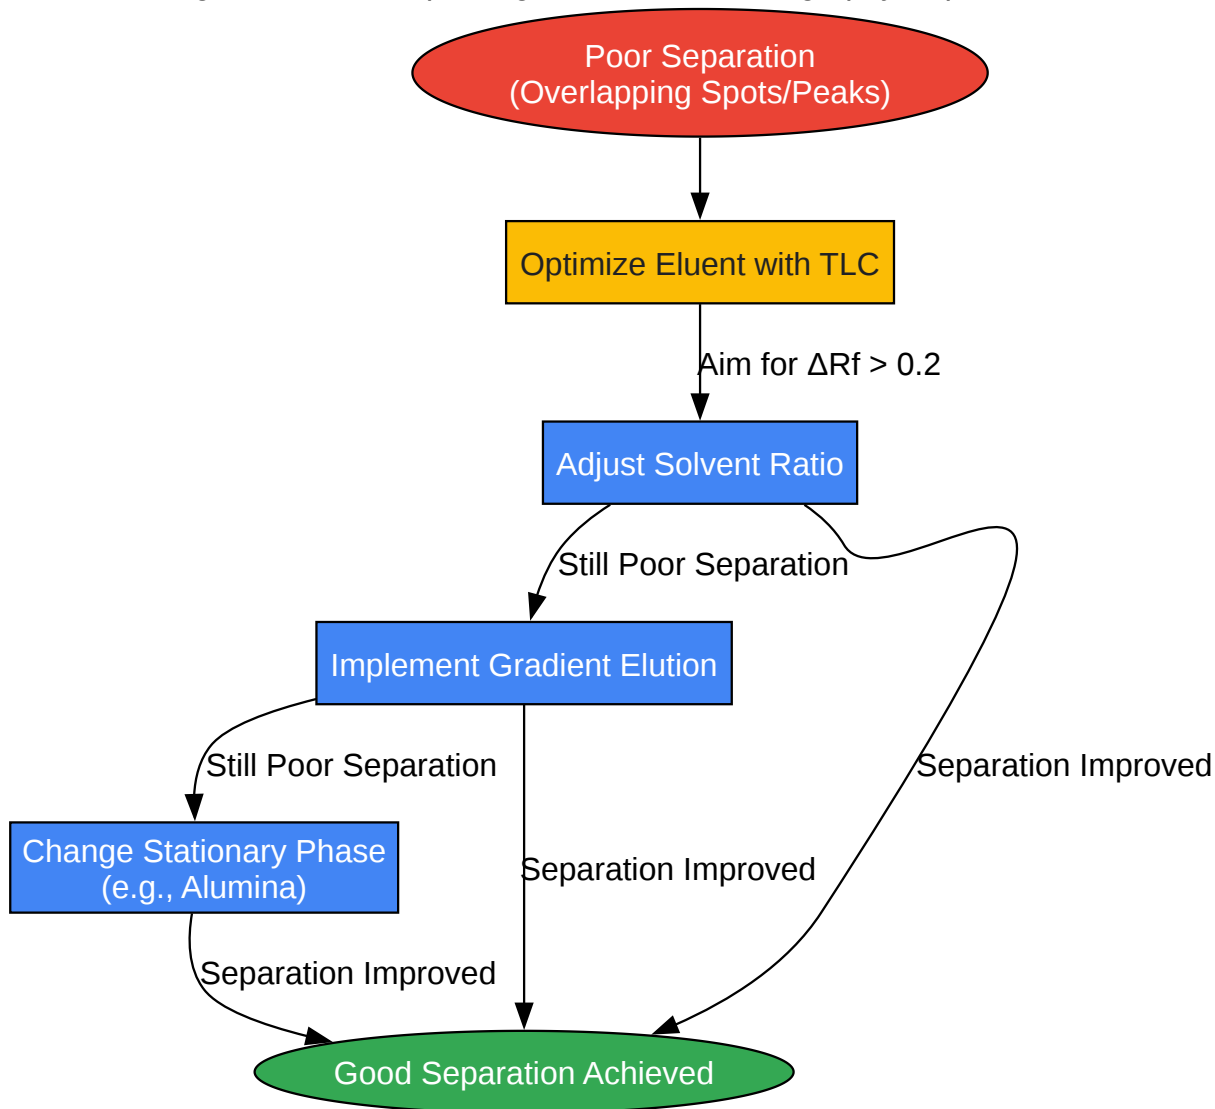 Poor Separation
(Overlapping Spots/Peaks)
Optimize Eluent with TLC
Aim for ΔRf > 0.2
Adjust Solvent Ratio
Still Poor Separation
Implement Gradient Elution
Still Poor Separation
Separation Improved
Change Stationary Phase
(e.g., Alumina)
Separation Improved
Separation Improved
Good Separation Achieved